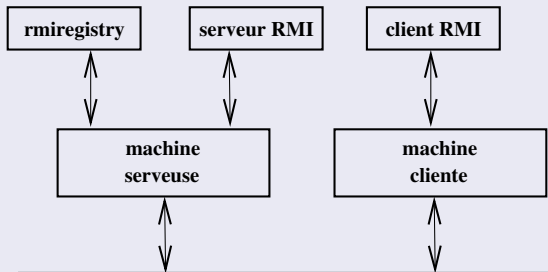 rmiregistry
serveur RMI
client RMI
machine
serveuse
machine
cliente